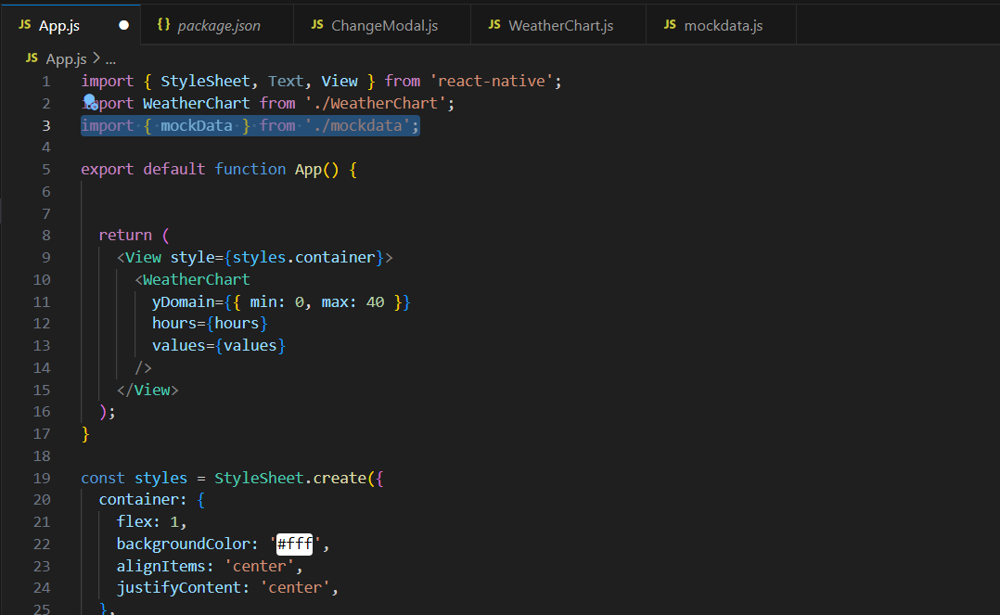 JS App.js
{} package.json
JS ChangeModal.js
JS WeatherChart.js
JS mockdata.js
JS App.js > ...
1 import { StyleSheet, Text, View } from 'react-native';
2 import WeatherChart from './WeatherChart';
3 import { mockData } from './mockdata';
4
5 export default function App() {
6
7
8   return (
9     <View style={styles.container}>
10       <WeatherChart
11         yDomain={{ min: 0, max: 40 }}
12         hours={hours}
13         values={values}
14       />
15     </View>
16   );
17 }
18
19 const styles = StyleSheet.create({
20   container: {
21     flex: 1,
22     backgroundColor: '#fff',
23     alignItems: 'center',
24     justifyContent: 'center',
25   },